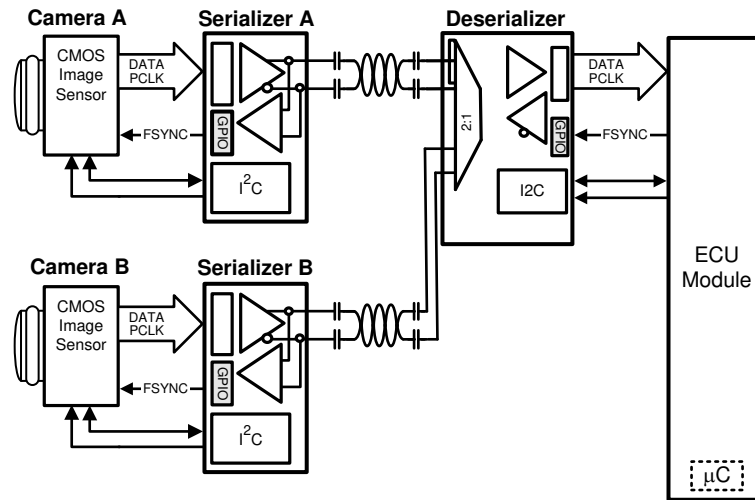 Camera A
Serializer A
Deserializer
CMOS
Image
Sensor
DATA
PCLK
FSYNC
GPIO
I²C
2:1
DATA
PCLK
FSYNC
GPIO
I2C
ECU
Module
µC
Camera B
Serializer B
CMOS
Image
Sensor
DATA
PCLK
FSYNC
GPIO
I²C